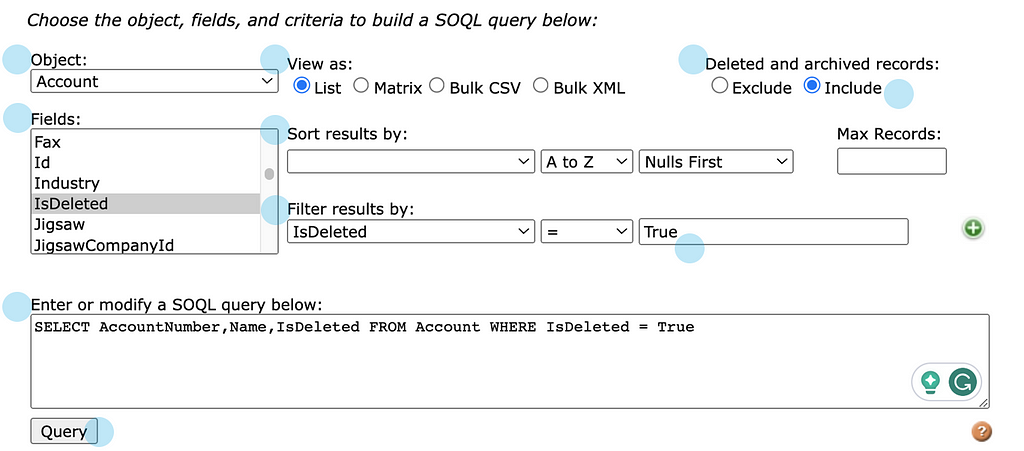 Choose the object, fields, and criteria to build a SOQL query below:
Object:
Account
View as:
List Matrix Bulk CSV Bulk XML
Deleted and archived records:
Exclude Include
Fields:
Fax
Id
Industry
IsDeleted
Jigsaw
JigsawCompanyId
Sort results by:
A to Z Nulls First
Max Records:
Filter results by:
IsDeleted = True
Enter or modify a SOQL query below:
SELECT AccountNumber,Name,IsDeleted FROM Account WHERE IsDeleted = True
Query
?